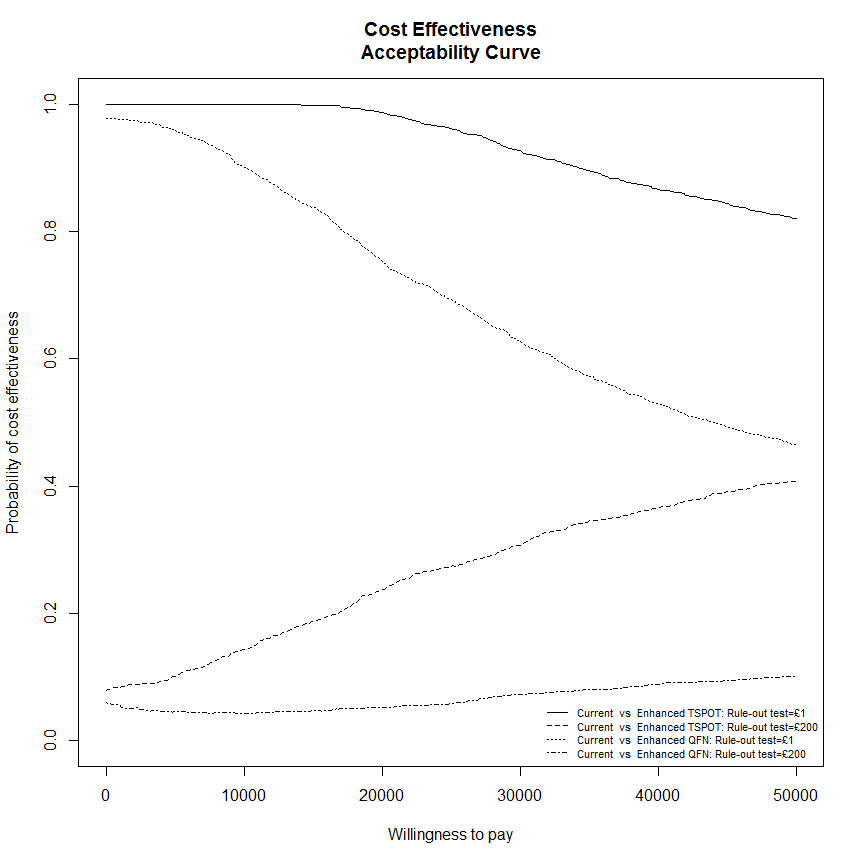 Cost Effectiveness
Acceptability Curve
Probability of cost effectiveness
1.0
0.8
0.6
0.4
0.2
0.0
Current vs Enhanced TSPOT: Rule-out test=£1
Current vs Enhanced TSPOT: Rule-out test=£200
Current vs Enhanced QFN: Rule-out test=£1
Current vs Enhanced QFN: Rule-out test=£200
0 10000 20000 30000 40000 50000
Willingness to pay